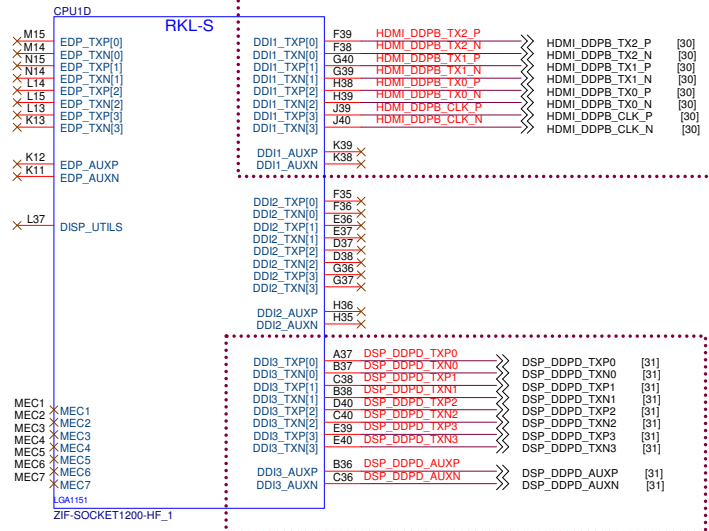 CPU1D
RKL-S
M15 EDP_TXP[0]
M14 EDP_TXN[0]
N15 EDP_TXP[1]
N14 EDP_TXN[1]
L14 EDP_TXP[2]
L15 EDP_TXN[2]
L13 EDP_TXP[3]
K13 EDP_TXN[3]
K12 EDP_AUXP
K11 EDP_AUXN
L37 DISP_UTILS
DDI1_TXP[0] F39 HDMI_DDPB_TX2_P HDMI_DDPB_TX2_P [30]
DDI1_TXN[0] F38 HDMI_DDPB_TX2_N HDMI_DDPB_TX2_N [30]
DDI1_TXP[1] G40 HDMI_DDPB_TX1_P HDMI_DDPB_TX1_P [30]
DDI1_TXN[1] G39 HDMI_DDPB_TX1_N HDMI_DDPB_TX1_N [30]
DDI1_TXP[2] H38 HDMI_DDPB_TX0_P HDMI_DDPB_TX0_P [30]
DDI1_TXN[2] H39 HDMI_DDPB_TX0_N HDMI_DDPB_TX0_N [30]
DDI1_TXP[3] J39 HDMI_DDPB_CLK_P HDMI_DDPB_CLK_P [30]
DDI1_TXN[3] J40 HDMI_DDPB_CLK_N HDMI_DDPB_CLK_N [30]
DDI1_AUXP K39
DDI1_AUXN K38
DDI2_TXP[0] F35
DDI2_TXN[0] F36
DDI2_TXP[1] E36
DDI2_TXN[1] E37
DDI2_TXP[2] D37
DDI2_TXN[2] D38
DDI2_TXP[3] G36
DDI2_TXN[3] G37
DDI2_AUXP H36
DDI2_AUXN H35
DDI3_TXP[0] A37 DSP_DDPD_TXP0 DSP_DDPD_TXP0 [31]
DDI3_TXN[0] B37 DSP_DDPD_TXN0 DSP_DDPD_TXN0 [31]
DDI3_TXP[1] C38 DSP_DDPD_TXP1 DSP_DDPD_TXP1 [31]
DDI3_TXN[1] B38 DSP_DDPD_TXN1 DSP_DDPD_TXN1 [31]
DDI3_TXP[2] D40 DSP_DDPD_TXP2 DSP_DDPD_TXP2 [31]
DDI3_TXN[2] C40 DSP_DDPD_TXN2 DSP_DDPD_TXN2 [31]
DDI3_TXP[3] E39 DSP_DDPD_TXP3 DSP_DDPD_TXP3 [31]
DDI3_TXN[3] E40 DSP_DDPD_TXN3 DSP_DDPD_TXN3 [31]
DDI3_AUXP B36 DSP_DDPD_AUXP DSP_DDPD_AUXP [31]
DDI3_AUXN C36 DSP_DDPD_AUXN DSP_DDPD_AUXN [31]
MEC1 MEC1
MEC2 MEC2
MEC3 MEC3
MEC4 MEC4
MEC5 MEC5
MEC6 MEC6
MEC7 MEC7
LGA1151
ZIF-SOCKET1200-HF_1